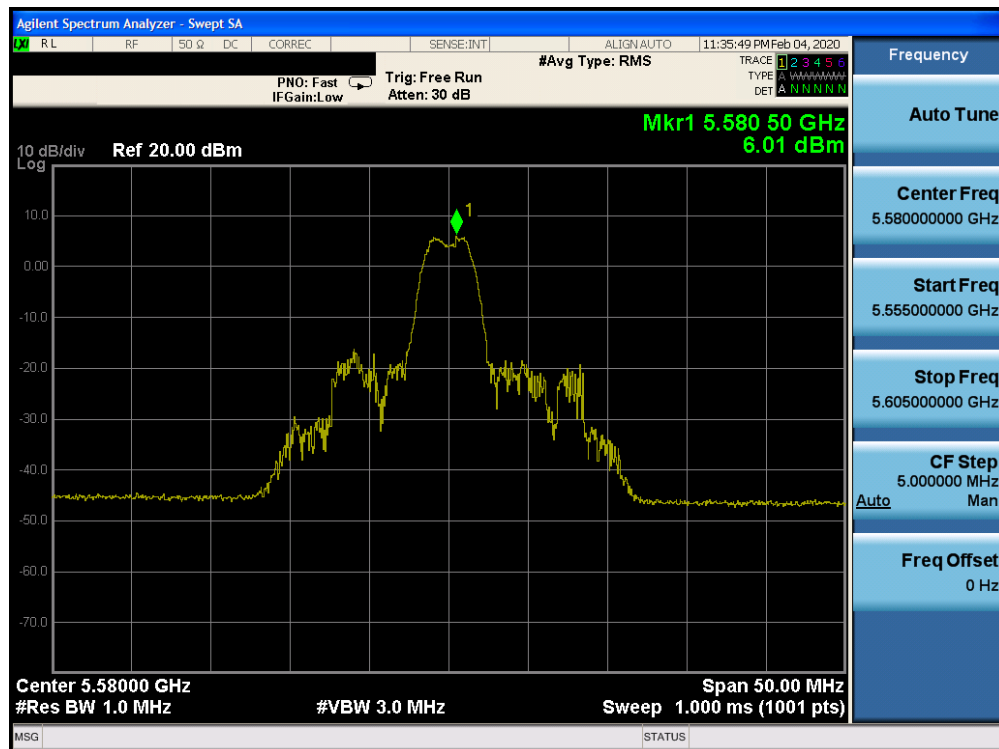 Agilent Spectrum Analyzer - Swept SA
LXI RL RF 50 Ω DC CORREC SENSE:INT ALIGN AUTO 11:35:49 PM Feb 04, 2020
Frequency
#Avg Type: RMS
TRACE 1 2 3 4 5 6
PNO: Fast
Trig: Free Run
TYPE A WWWWW
IFGain:Low
Atten: 30 dB
DET A N N N N N
Auto Tune
Mkr1 5.580 50 GHz
6.01 dBm
10 dB/div
Ref 20.00 dBm
Log
1
10.0
0.00
-10.0
-20.0
-30.0
-40.0
-50.0
-60.0
-70.0
Center Freq
5.580000000 GHz
Start Freq
5.555000000 GHz
Stop Freq
5.605000000 GHz
CF Step
5.000000 MHz
Auto Man
Freq Offset
0 Hz
Center 5.58000 GHz
Span 50.00 MHz
#Res BW 1.0 MHz
#VBW 3.0 MHz
Sweep 1.000 ms (1001 pts)
MSG
STATUS